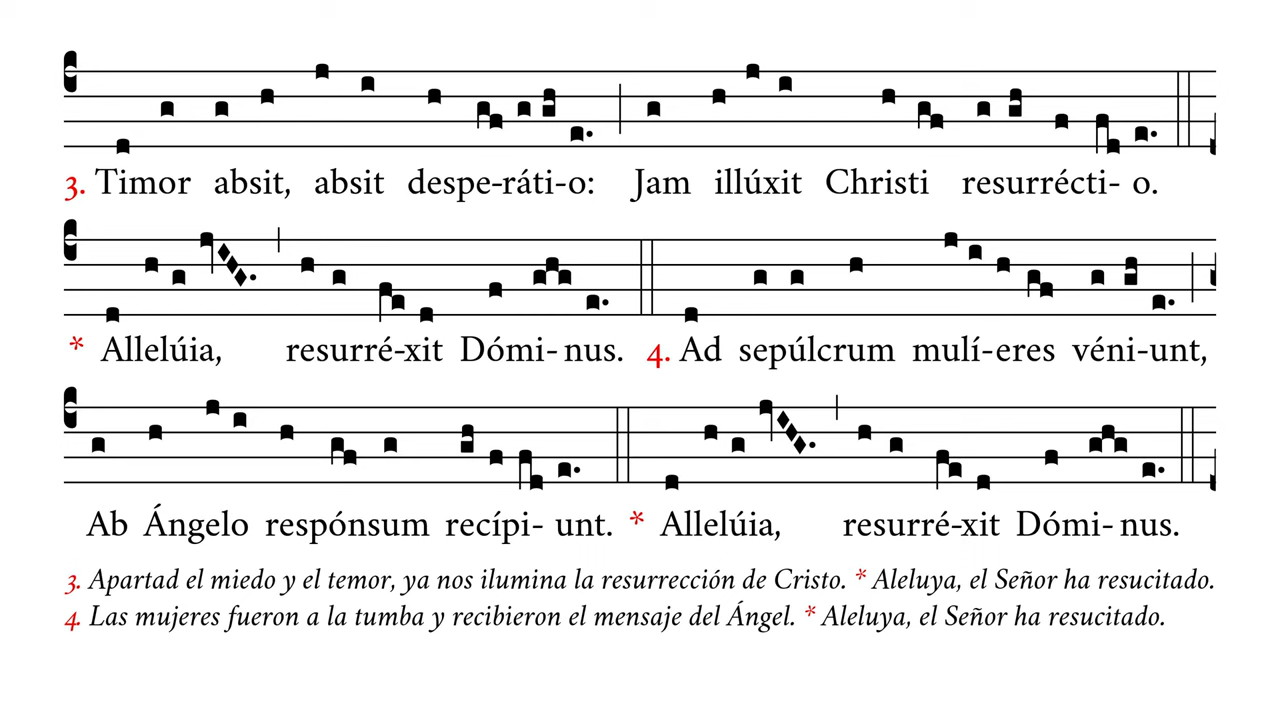 3. Timor absit, absit despe-ráti-o: Jam illúxit Christi resurrécti- o.
* Allelúia, resurré-xit Dómi- nus. 4. Ad sepúlcrum mulí-eres véni-unt,
Ab Ángelo respónsum recípi- unt. * Allelúia, resurré-xit Dómi- nus.
3. Apartad el miedo y el temor, ya nos ilumina la resurrección de Cristo. * Aleluya, el Señor ha resucitado.
4. Las mujeres fueron a la tumba y recibieron el mensaje del Ángel. * Aleluya, el Señor ha resucitado.